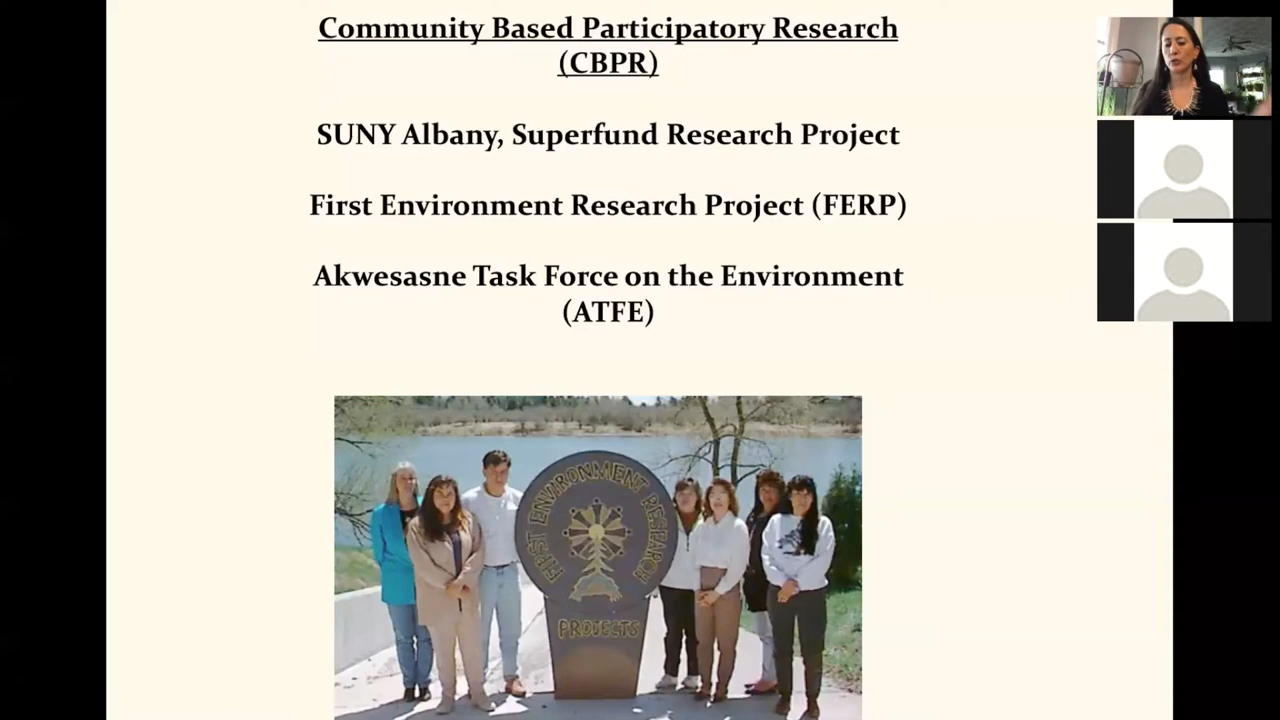 Community Based Participatory Research
(CBPR)
SUNY Albany, Superfund Research Project
First Environment Research Project (FERP)
Akwesasne Task Force on the Environment
(ATFE)
FIRST ENVIRONMENT RESEARCH
PROJECTS